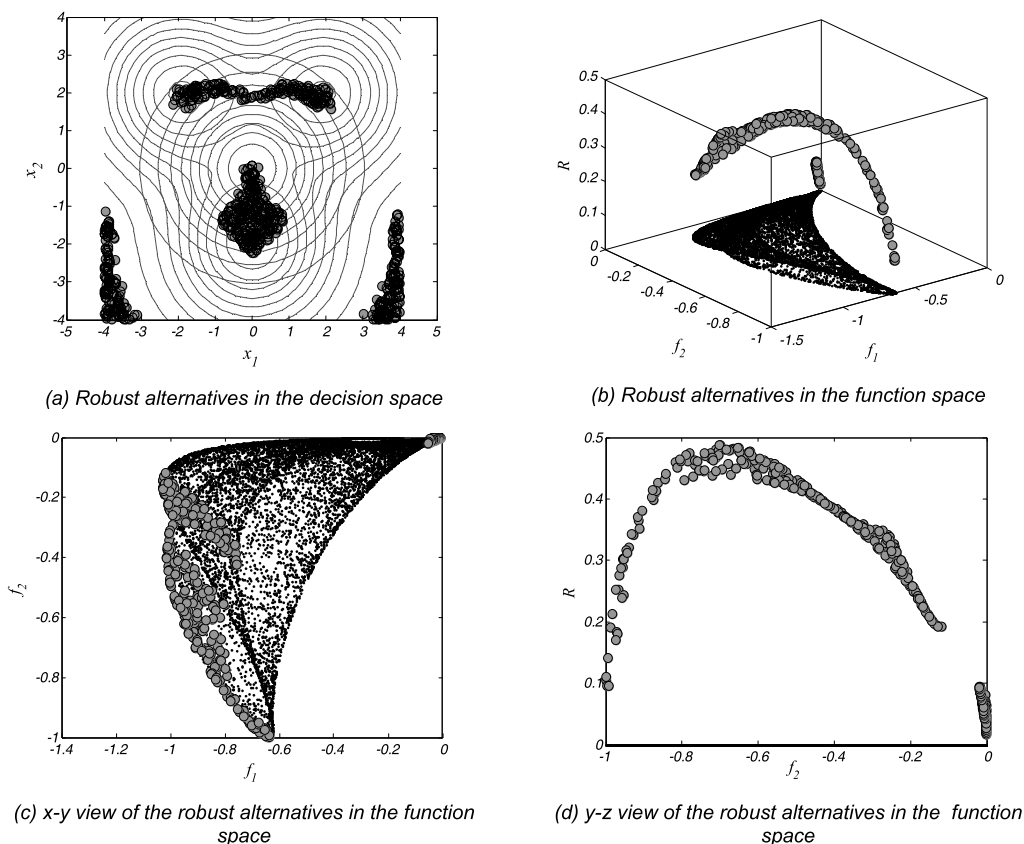 4
3
2
1
0
-1
-2
-3
-4
x2
-5 -4 -3 -2 -1 0 1 2 3 4 5
x1
(a) Robust alternatives in the decision space
0.5
0.4
0.3
0.2
0.1
0
R
0
-0.2
-0.4
-0.6
-0.8
-1
f2
-1.5
-1
-0.5
0
f1
(b) Robust alternatives in the function space
0
-0.2
-0.4
-0.6
-0.8
-1
f2
-1.4 -1.2 -1 -0.8 -0.6 -0.4 -0.2 0
f1
(c) x-y view of the robust alternatives in the function
space
0.5
0.4
0.3
0.2
0.1
0
R
-1 -0.8 -0.6 -0.4 -0.2 0
f2
(d) y-z view of the robust alternatives in the function
space